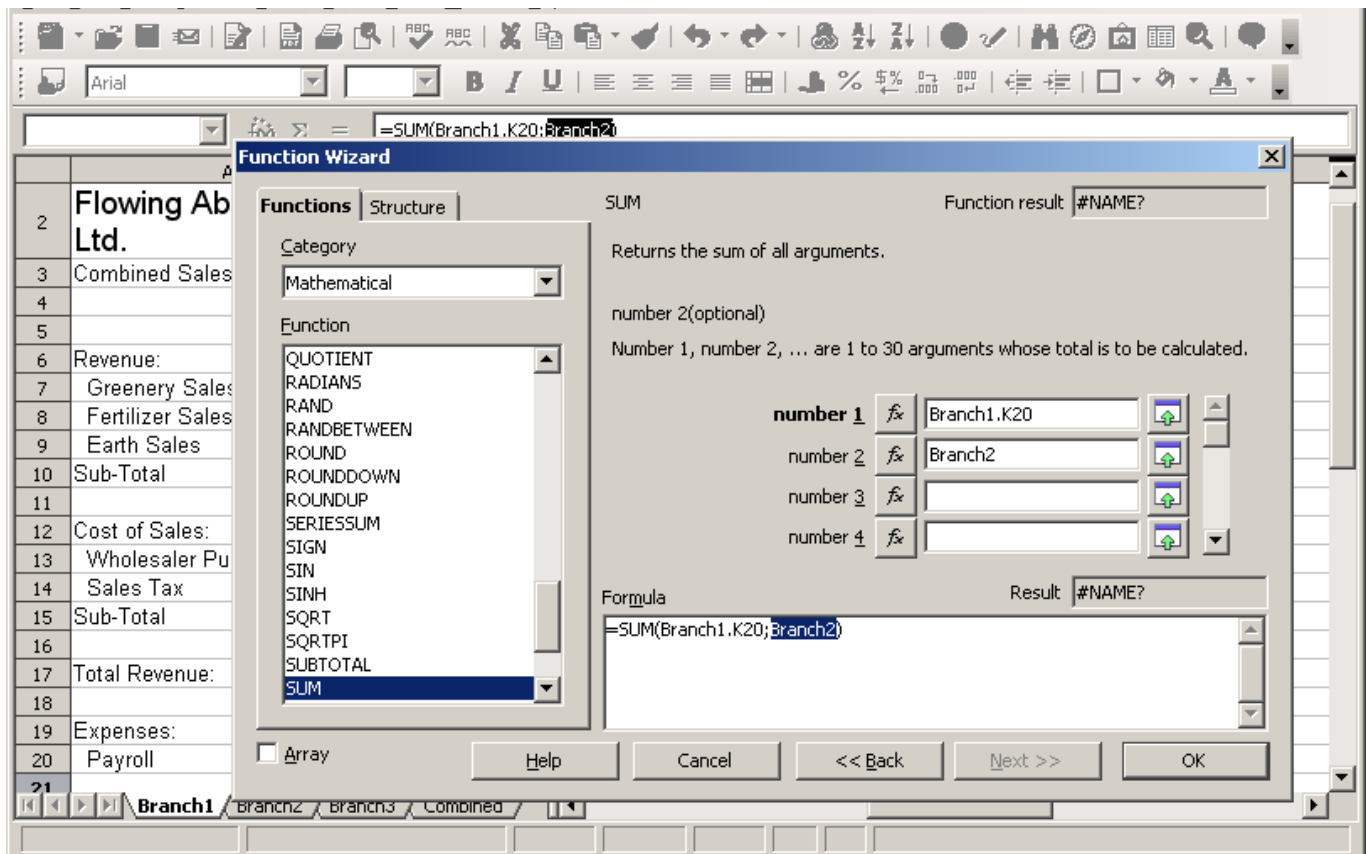 Arial
B I U
=SUM(Branch1.K20;Branch2)
Function Wizard
A
2 Flowing Ab
Ltd.
3 Combined Sales
4
5
6 Revenue:
7 Greenery Sales
8 Fertilizer Sales
9 Earth Sales
10 Sub-Total
11
12 Cost of Sales:
13 Wholesaler Pu
14 Sales Tax
15 Sub-Total
16
17 Total Revenue:
18
19 Expenses:
20 Payroll
21
Functions Structure
Category
Mathematical
Function
QUOTIENT
RADIANS
RAND
RANDBETWEEN
ROUND
ROUNDDOWN
ROUNDUP
SERIESSUM
SIGN
SIN
SINH
SQRT
SQRTPI
SUBTOTAL
SUM
SUM Function result #NAME?
Returns the sum of all arguments.
number 2(optional)
Number 1, number 2, ... are 1 to 30 arguments whose total is to be calculated.
number 1 fx Branch1.K20
number 2 fx Branch2
number 3 fx
number 4 fx
Formula Result #NAME?
=SUM(Branch1.K20;Branch2)
Array Help Cancel << Back Next >> OK
Branch1 Branch2 Branch3 Combined